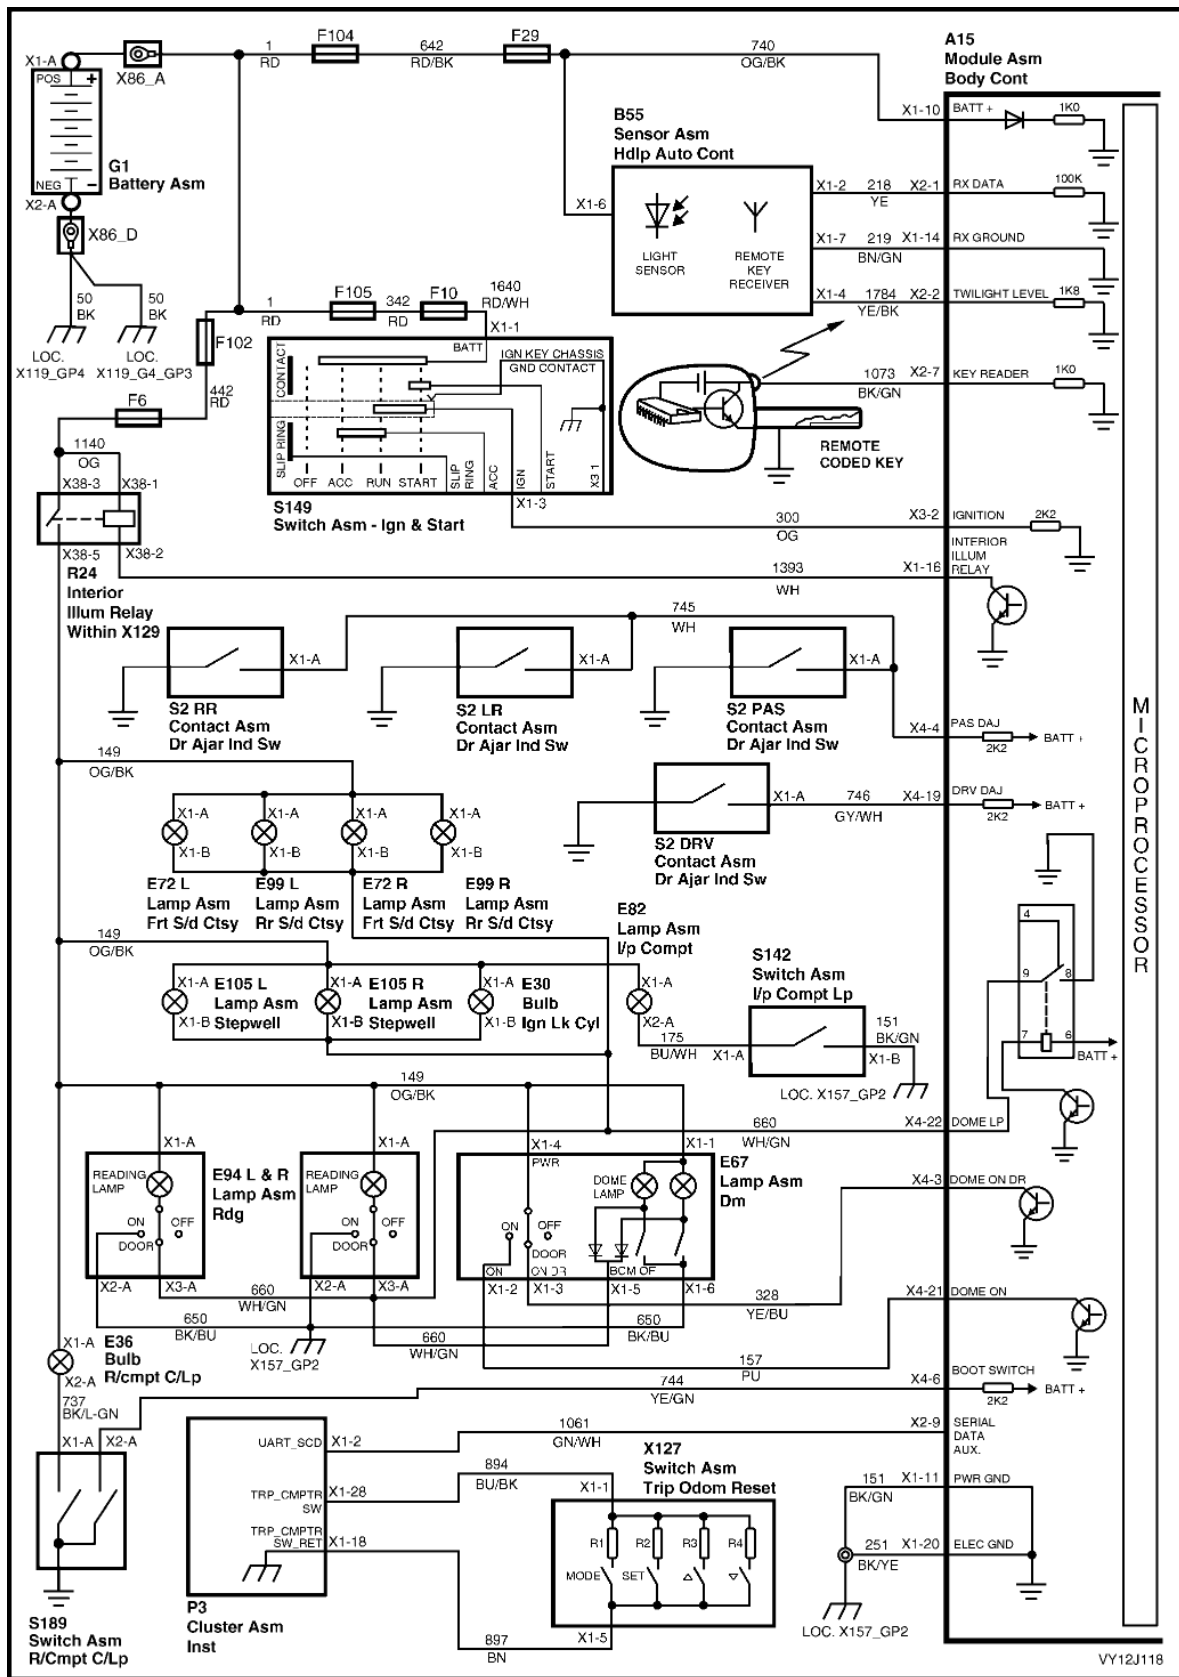 F104
F29
A15
Module Asm
Body Cont
1
RD
642
RD/BK
740
OG/BK
X1-A
X86_A
POS +
G1
Battery Asm
NEG −
X2-A
X86_D
50
BK
50
BK
LOC.
X119_GP4
LOC.
X119_G4_GP3
B55
Sensor Asm
Hdlp Auto Cont
X1-6
LIGHT
SENSOR
REMOTE
KEY
RECEIVER
X1-10
BATT +
1K0
X1-2
218
YE
X2-1
RX DATA
100K
X1-7
219
BN/GN
X1-14
RX GROUND
X1-4
1784
YE/BK
X2-2
TWILIGHT LEVEL
1K8
1
RD
F105
342
RD
F10
1640
RD/WH
X1-1
F102
442
RD
F6
1140
OG
X38-3
X38-1
X38-5
X38-2
R24
Interior
Illum Relay
Within X129
BATT
CONTACT
SLIP RING
IGN KEY CHASSIS
GND CONTACT
OFF ACC RUN START
SLIP
RING
ACC
IGN
START
X3 1
S149
Switch Asm - Ign & Start
X1-3
1073
BK/GN
X2-7
KEY READER
1K0
REMOTE
CODED KEY
300
OG
X3-2
IGNITION
2K2
1393
WH
X1-16
INTERIOR
ILLUM
RELAY
745
WH
X1-A
S2 RR
Contact Asm
Dr Ajar Ind Sw
X1-A
S2 LR
Contact Asm
Dr Ajar Ind Sw
X1-A
S2 PAS
Contact Asm
Dr Ajar Ind Sw
X4-4
PAS DAJ
2K2
BATT +
MICROPROCESSOR
149
OG/BK
X1-A
X1-B
X1-A
X1-B
X1-A
X1-B
X1-A
X1-B
E72 L
Lamp Asm
Frt S/d Ctsy
E99 L
Lamp Asm
Rr S/d Ctsy
E72 R
Lamp Asm
Frt S/d Ctsy
E99 R
Lamp Asm
Rr S/d Ctsy
X1-A
S2 DRV
Contact Asm
Dr Ajar Ind Sw
746
GY/WH
X4-19
DRV DAJ
2K2
BATT +
149
OG/BK
X1-A
X1-B
E105 L
Lamp Asm
Stepwell
X1-A
X1-B
E105 R
Lamp Asm
Stepwell
X1-A
X1-B
E30
Bulb
Ign Lk Cyl
E82
Lamp Asm
I/p Compt
X1-A
X2-A
175
BU/WH
S142
Switch Asm
I/p Compt Lp
X1-A
X1-B
151
BK/GN
LOC. X157_GP2
4
9
8
7
6
BATT +
149
OG/BK
660
WH/GN
X4-22
DOME LP
X1-A
READING
LAMP
ON
OFF
DOOR
X2-A
X3-A
E94 L & R
Lamp Asm
Rdg
X1-A
READING
LAMP
ON
OFF
DOOR
X2-A
X3-A
X1-4
PWR
X1-1
E67
Lamp Asm
Dm
DOME
LAMP
ON
OFF
DOOR
ON
ON DR
BCM OF
X1-2
X1-3
X1-5
X1-6
X4-3
DOME ON DR
660
WH/GN
650
BK/BU
LOC.
X157_GP2
660
WH/GN
650
BK/BU
328
YE/BU
X4-21
DOME ON
157
PU
X1-A
E36
Bulb
R/cmpt C/Lp
X2-A
737
BK/L-GN
744
YE/GN
X4-6
BOOT SWITCH
2K2
BATT +
X1-A
X2-A
S189
Switch Asm
R/Cmpt C/Lp
UART_SCD
X1-2
1061
GN/WH
X2-9
SERIAL
DATA
AUX.
TRP_CMPTR
SW
X1-28
894
BU/BK
TRP_CMPTR
SW_RET
X1-18
897
BN
P3
Cluster Asm
Inst
X127
Switch Asm
Trip Odom Reset
X1-1
R1
R2
R3
R4
MODE
SET
X1-5
151
BK/GN
X1-11
PWR GND
251
BK/YE
X1-20
ELEC GND
LOC. X157_GP2
VY12J118